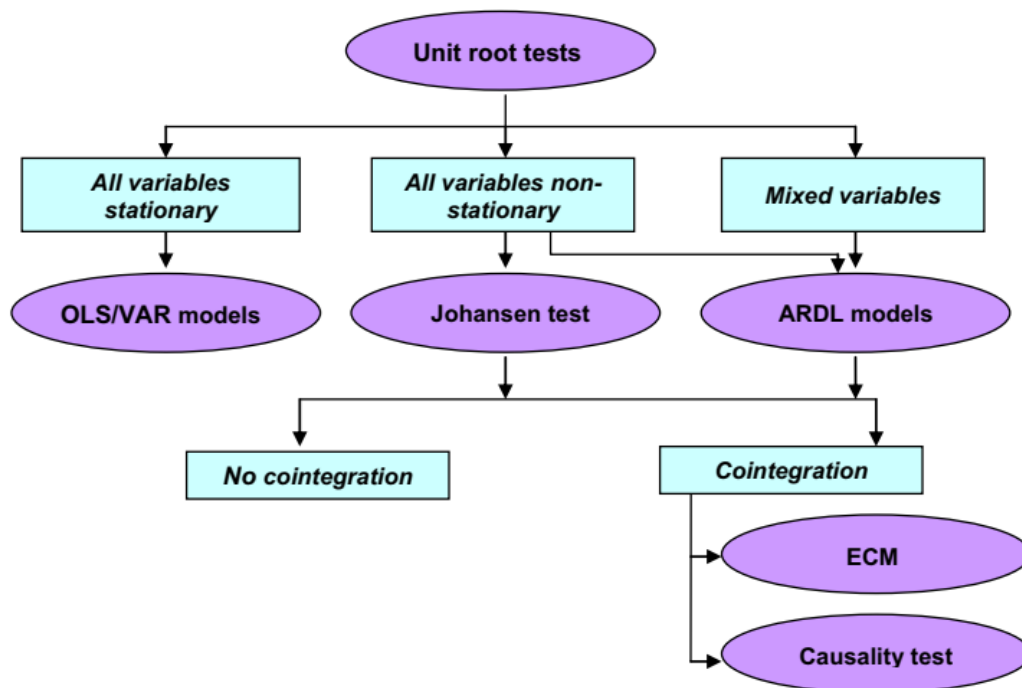 Unit root tests
All variables
stationary
All variables non-
stationary
Mixed variables
OLS/VAR models
Johansen test
ARDL models
No cointegration
Cointegration
ECM
Causality test